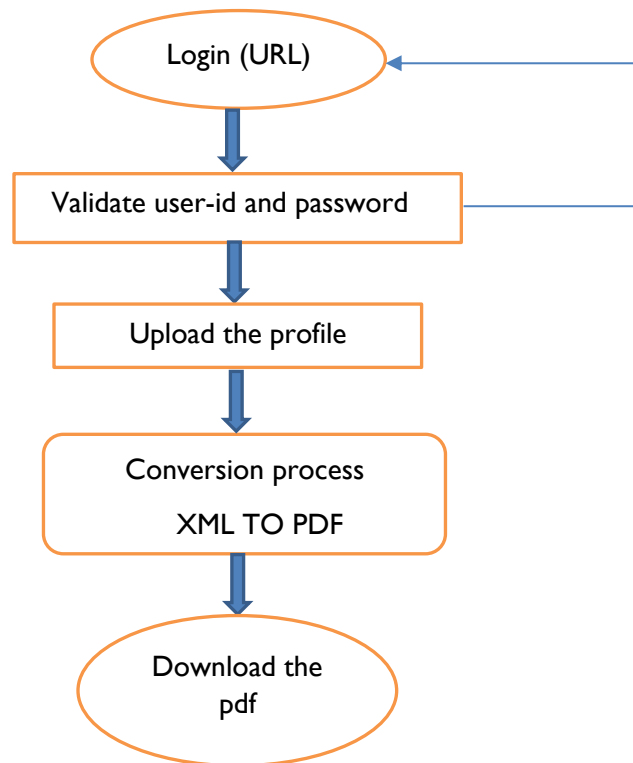 Login (URL)
Validate user-id and password
Upload the profile
Conversion process
XML TO PDF
Download the
pdf